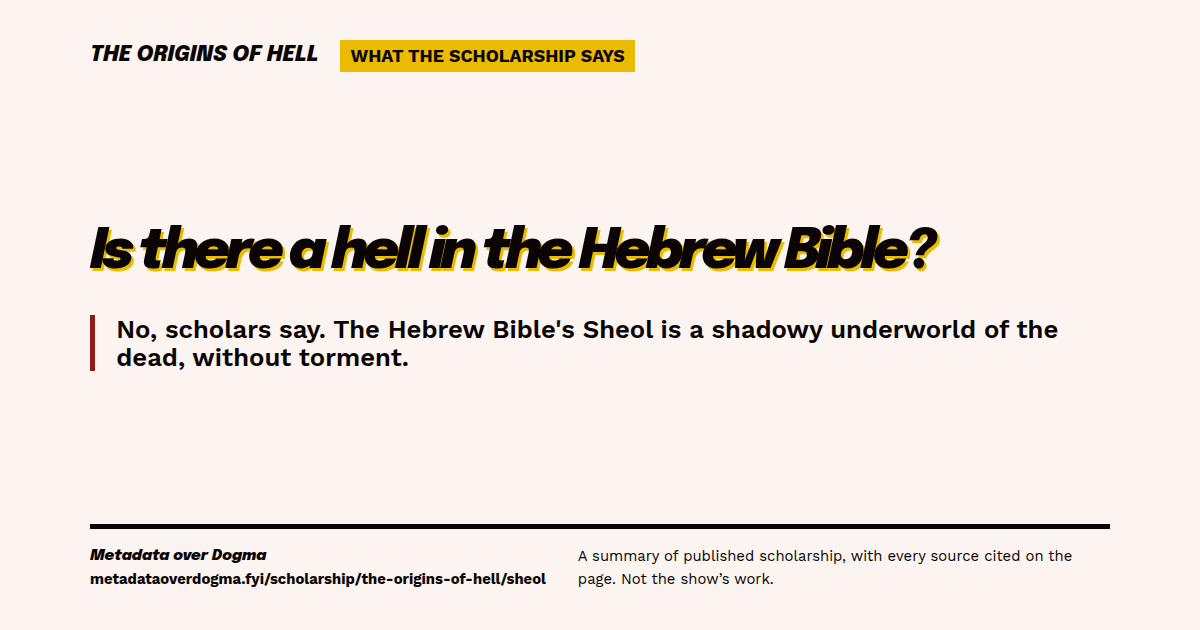 THE ORIGINS OF HELL
WHAT THE SCHOLARSHIP SAYS
Is there a hell in the Hebrew Bible?
No, scholars say. The Hebrew Bible's Sheol is a shadowy underworld of the
dead, without torment.
Metadata over Dogma
metadataoverdogma.fyi/scholarship/the-origins-of-hell/sheol
A summary of published scholarship, with every source cited on the
page. Not the show’s work.